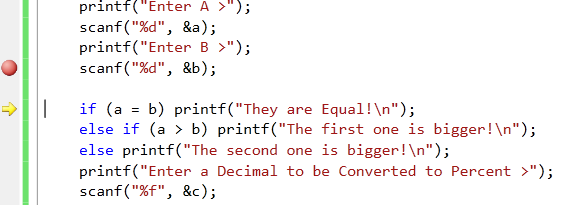 printf("Enter A >");
scanf("%d", &a);
printf("Enter B >");
scanf("%d", &b);
if (a = b) printf("They are Equal!\n");
else if (a > b) printf("The first one is bigger!\n");
else printf("The second one is bigger!\n");
printf("Enter a Decimal to be Converted to Percent >");
scanf("%f", &c);